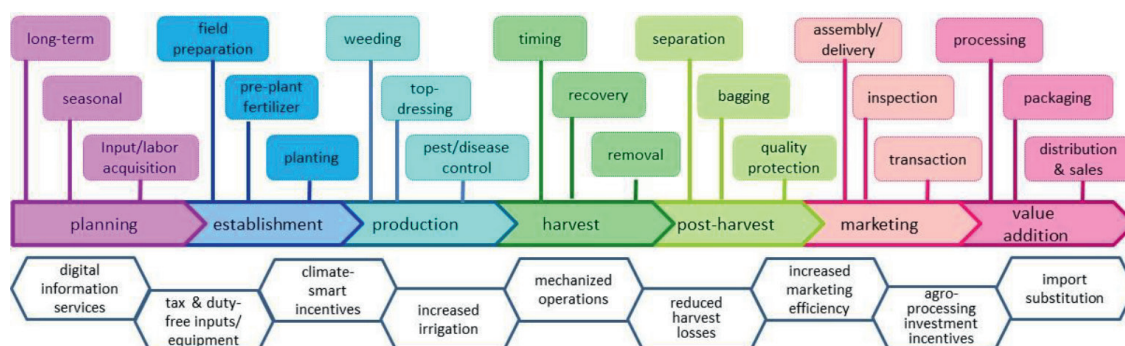 long-term
seasonal
Input/labor
acquisition
field
preparation
pre-plant
fertilizer
planting
weeding
top-
dressing
pest/disease
control
timing
recovery
removal
separation
bagging
quality
protection
assembly/
delivery
inspection
transaction
processing
packaging
distribution
& sales
planning
establishment
production
harvest
post-harvest
marketing
value
addition
digital
information
services
tax & duty-
free inputs/
equipment
climate-
smart
incentives
increased
irrigation
mechanized
operations
reduced
harvest
losses
increased
marketing
efficiency
agro-
processing
investment
incentives
import
substitution